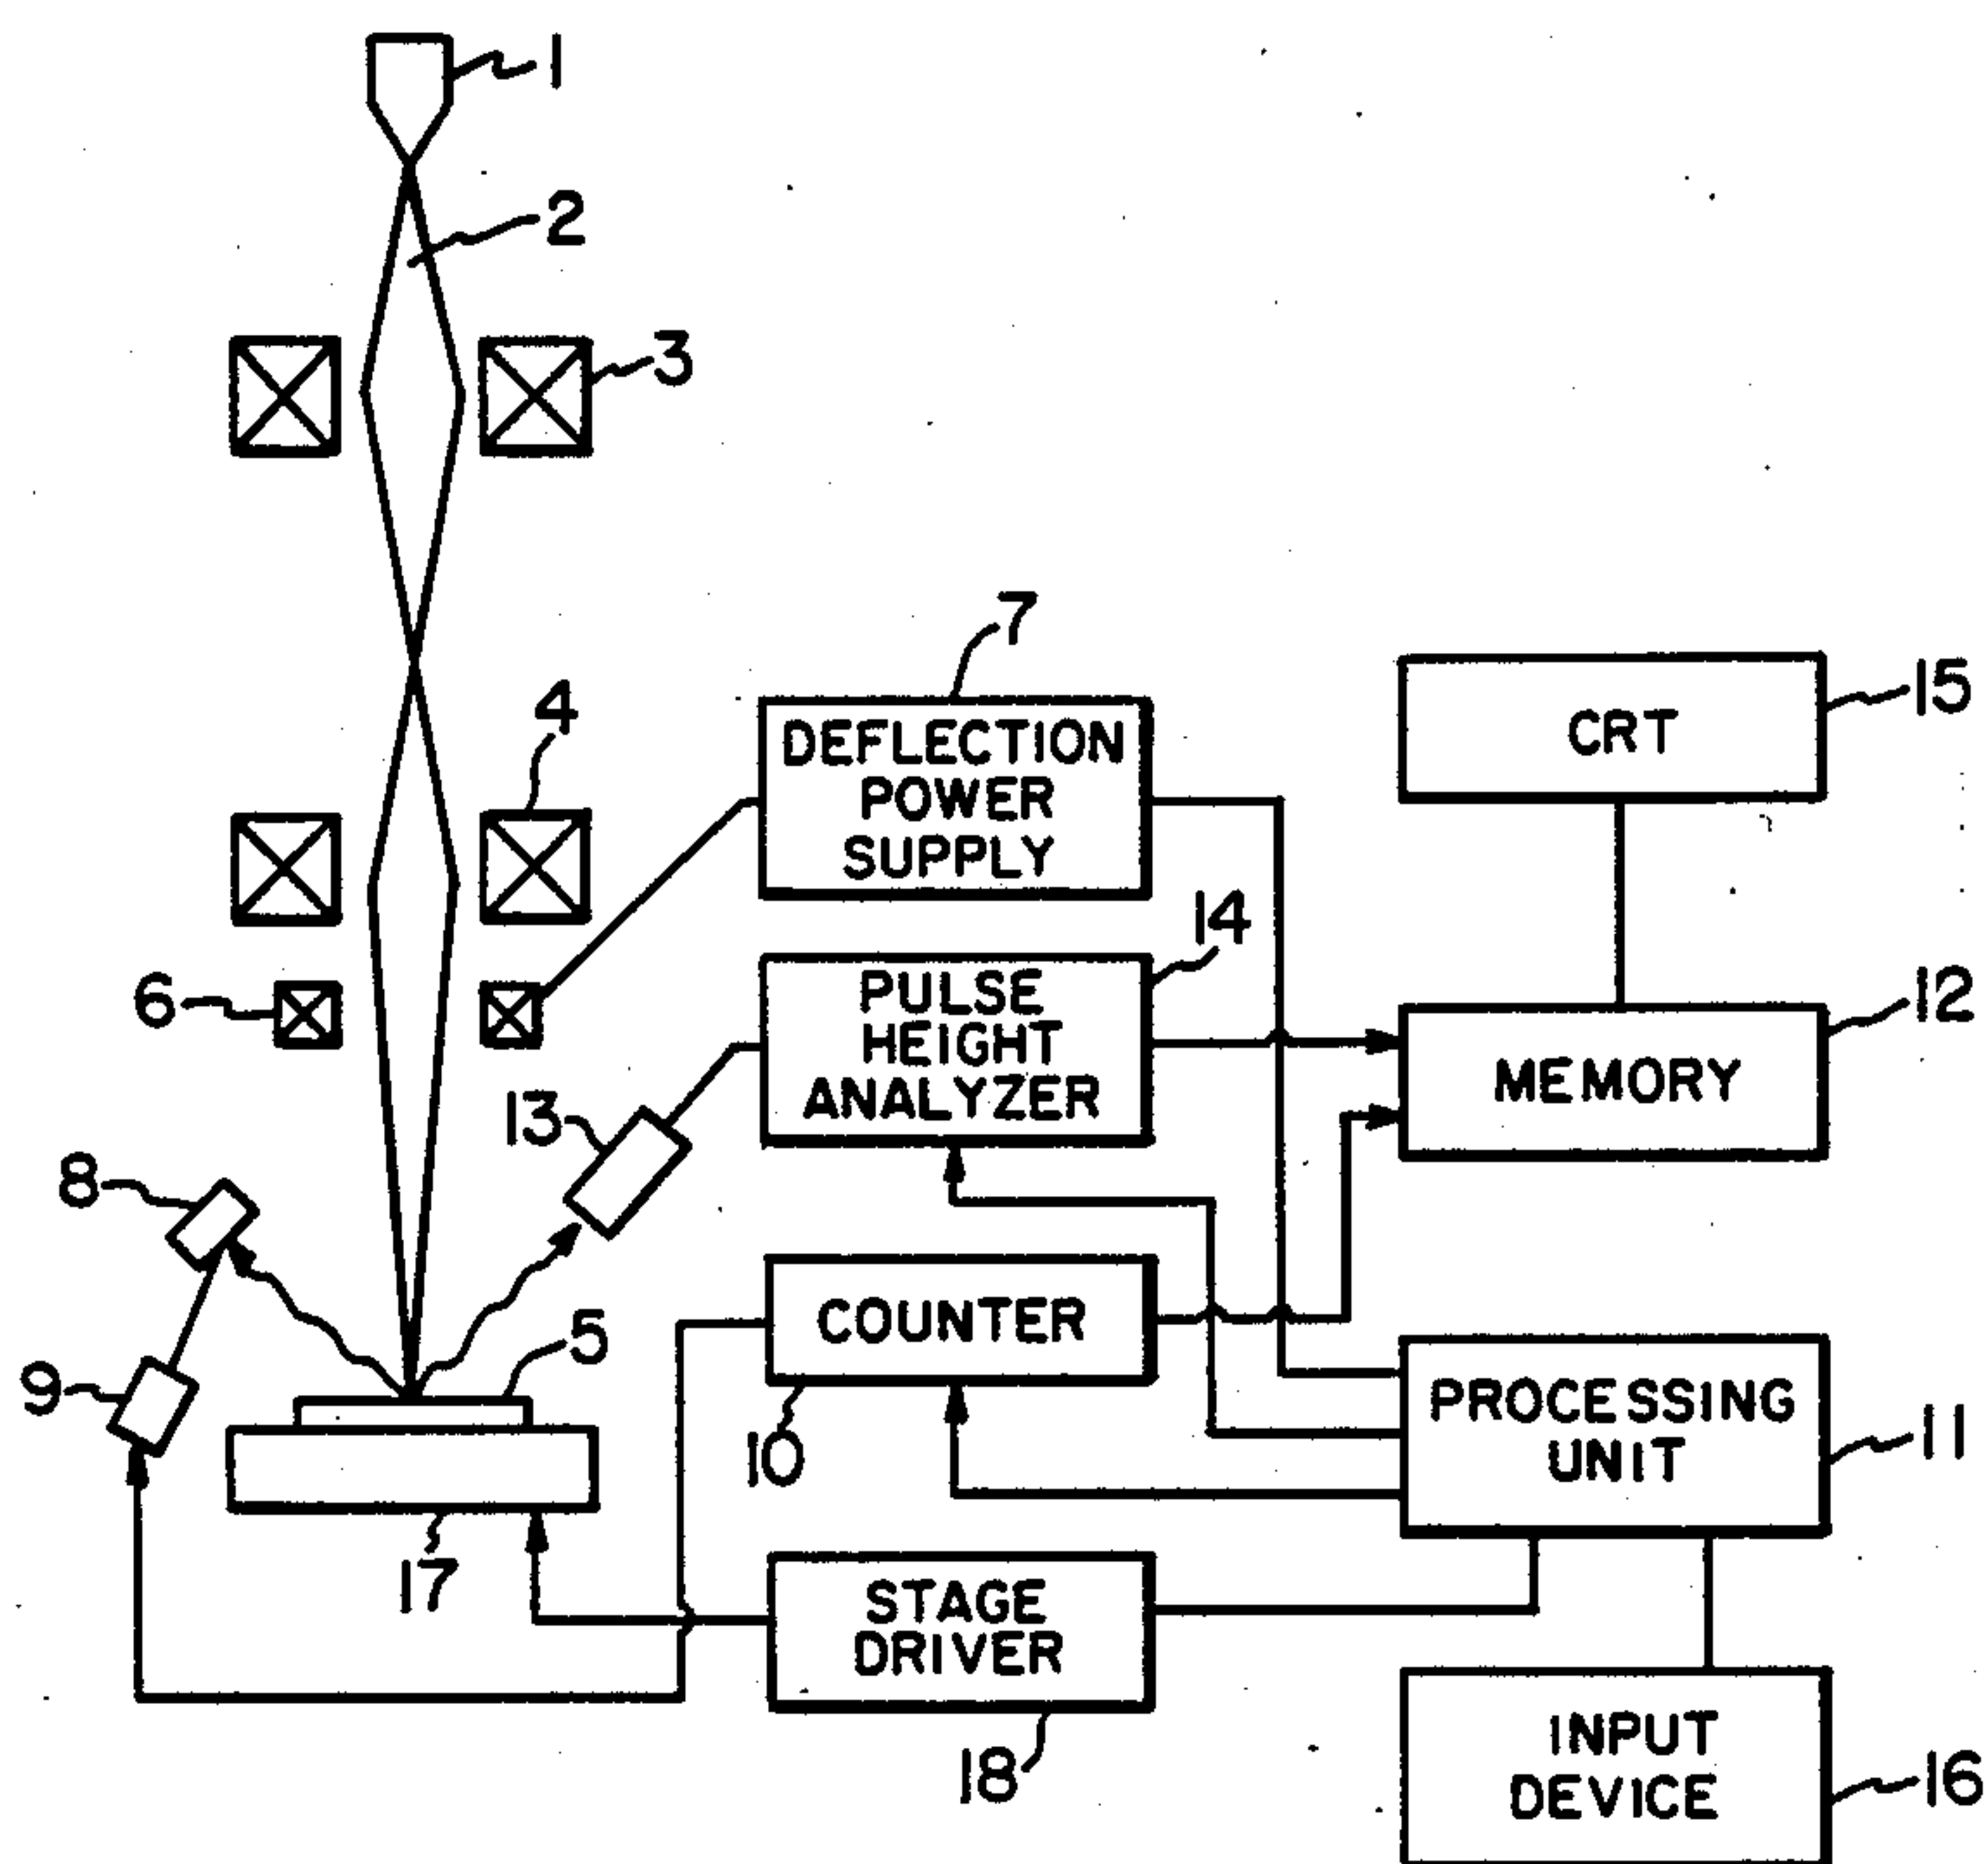 1
2
3
7
4
DEFLECTION
POWER
SUPPLY
CRT
15
14
6
PULSE
HEIGHT
ANALYZER
12
MEMORY
13
8
5
COUNTER
9
10
PROCESSING
UNIT
11
17
STAGE
DRIVER
18
INPUT
DEVICE
16